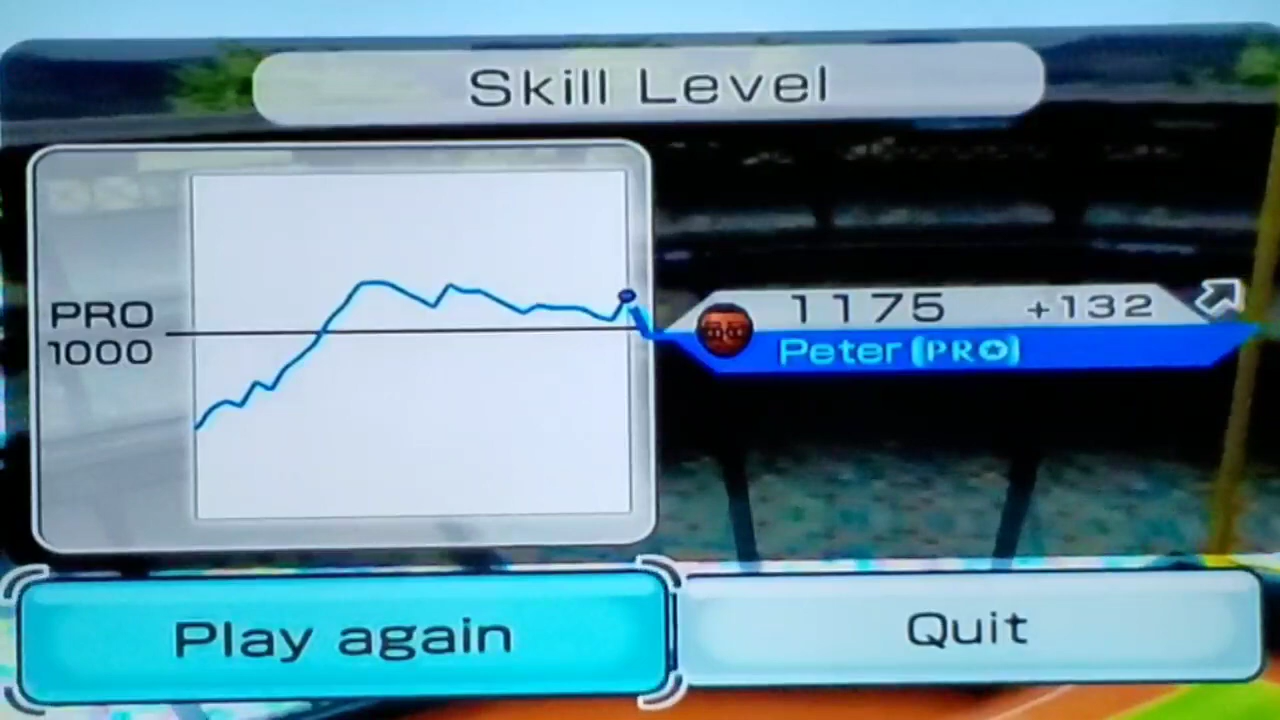 Skill Level
PRO
1000
1175 +132
Peter (PRO)
Play again
Quit